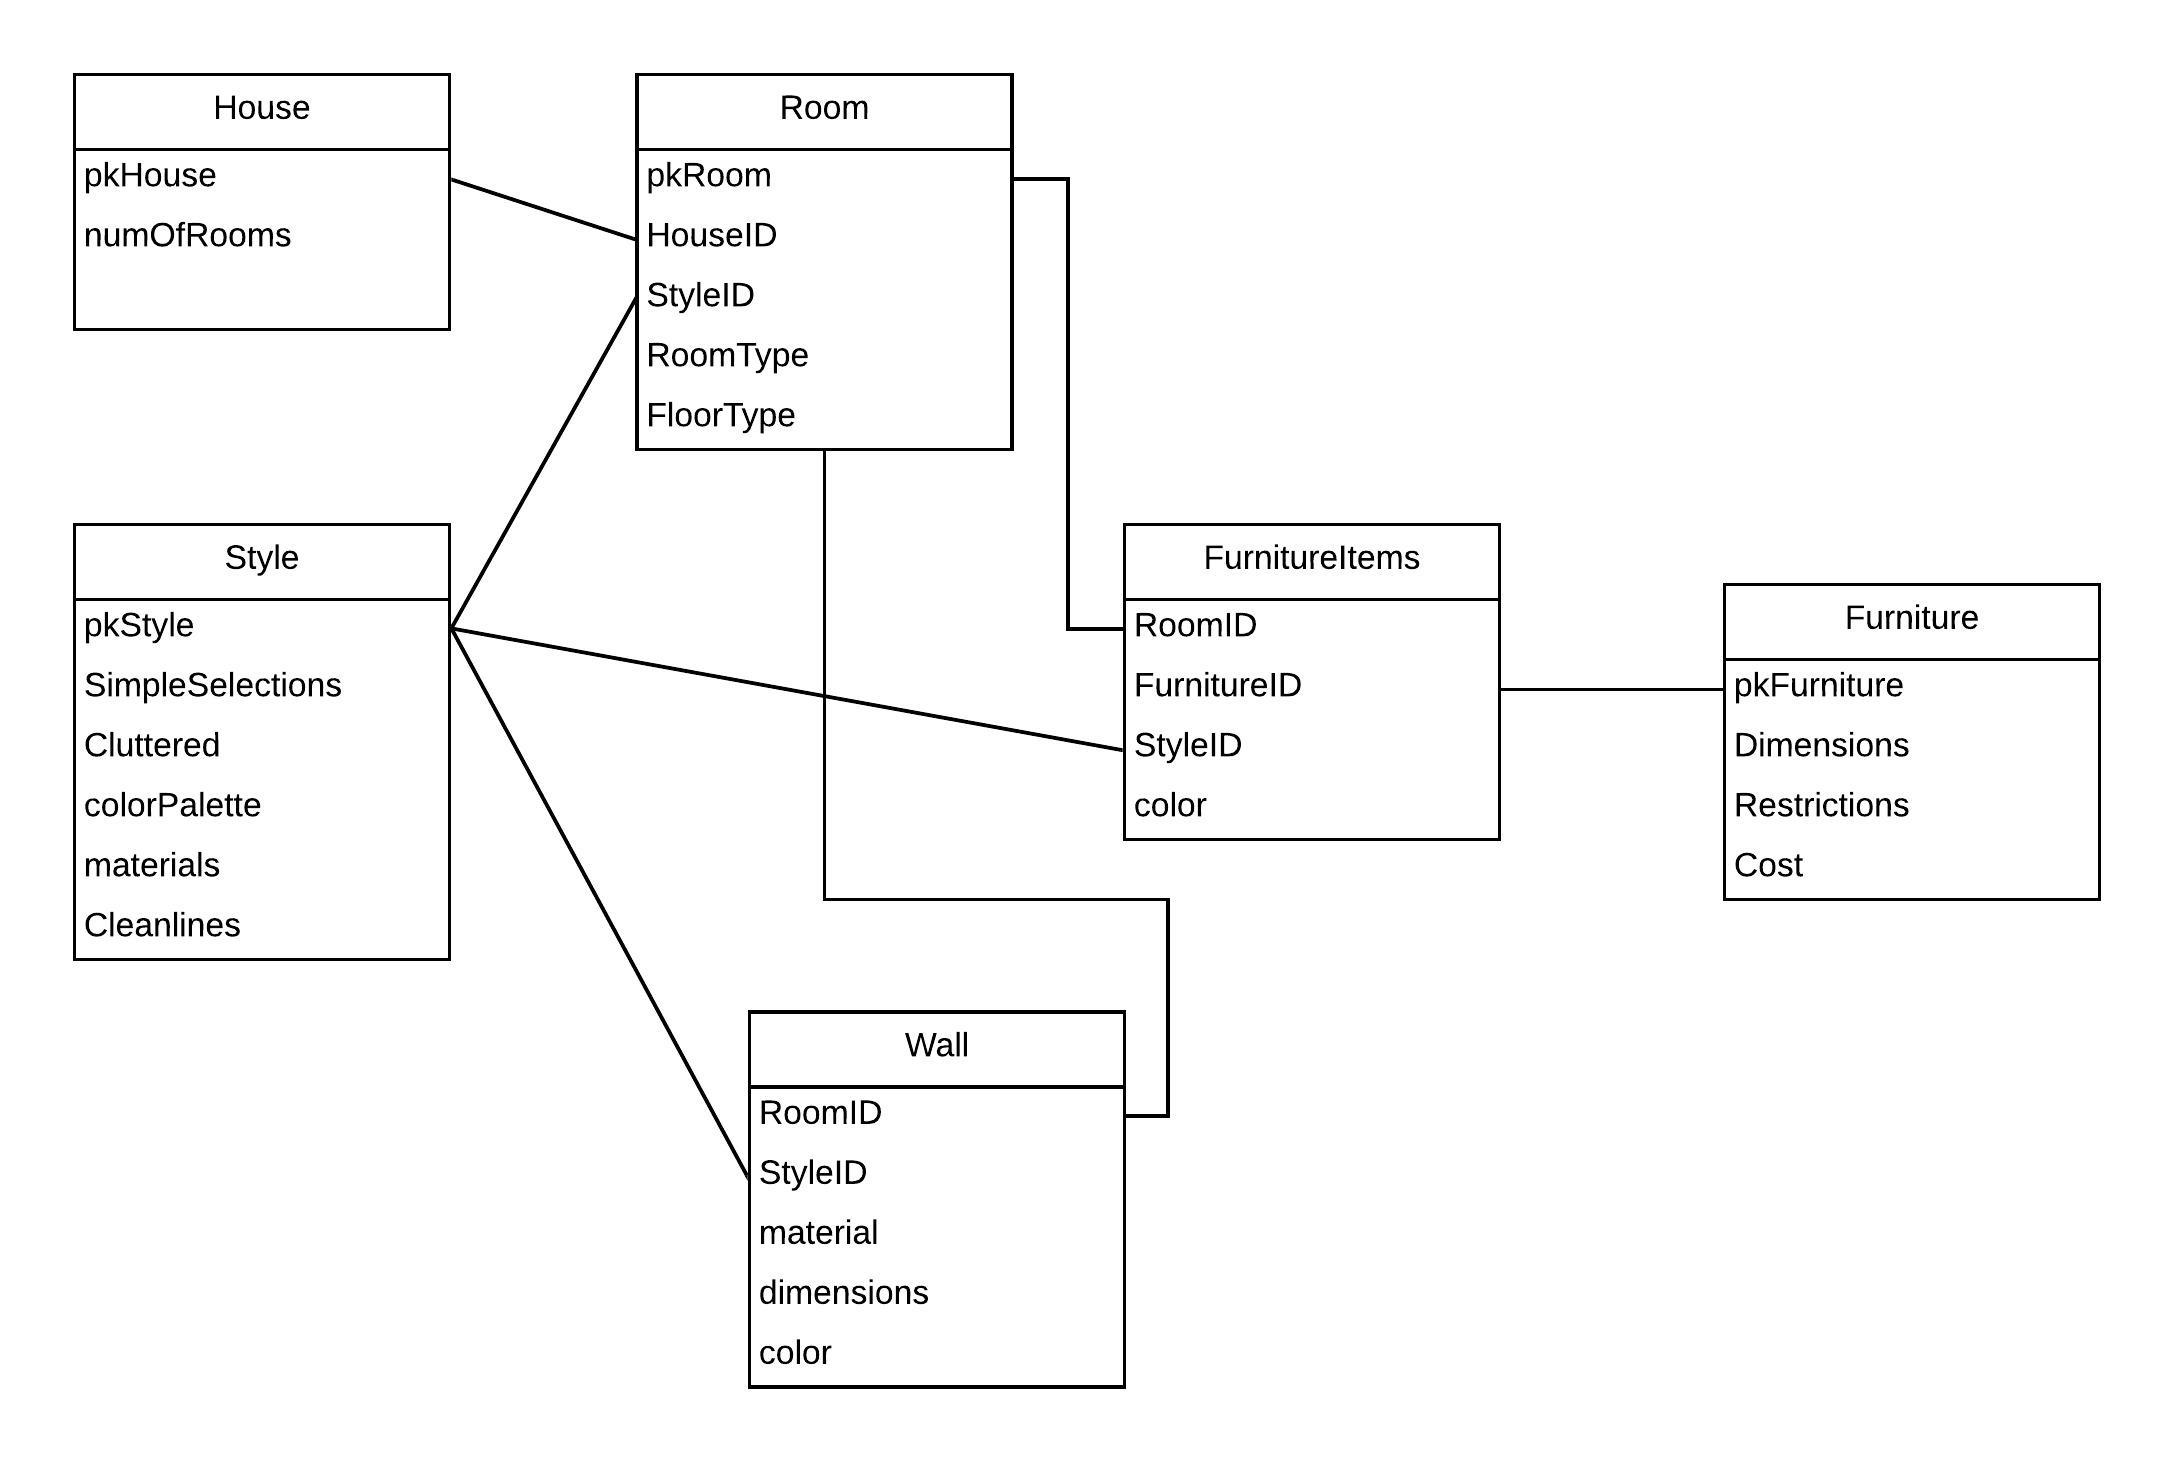 House
pkHouse
numOfRooms
Room
pkRoom
HouseID
StyleID
RoomType
FloorType
Style
pkStyle
SimpleSelections
Cluttered
colorPalette
materials
Cleanlines
FurnitureItems
RoomID
FurnitureID
StyleID
color
Furniture
pkFurniture
Dimensions
Restrictions
Cost
Wall
RoomID
StyleID
material
dimensions
color